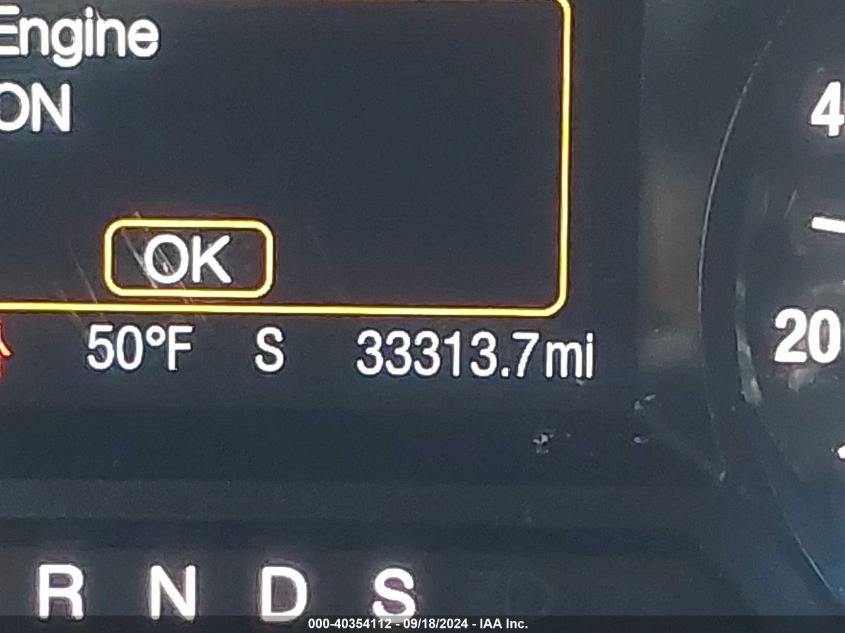 Engine
ON
OK
50°F S 33313.7mi
4
20
R N D S
000-40354112 - 09/18/2024 - IAA Inc.